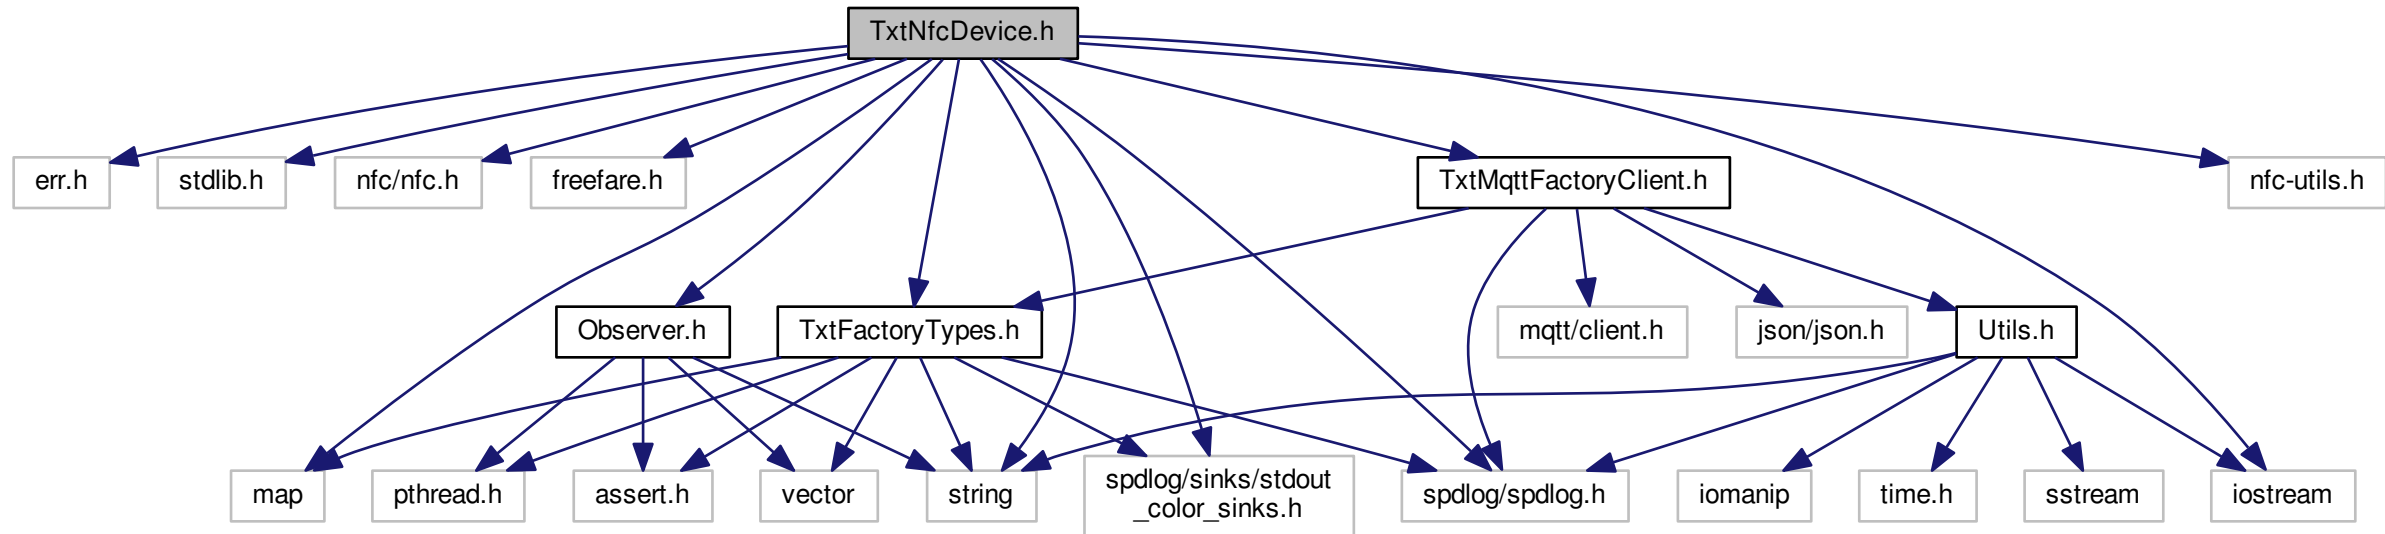 TxtNfcDevice.h
err.h
stdlib.h
nfc/nfc.h
freefare.h
TxtMqttFactoryClient.h
nfc-utils.h
Observer.h
TxtFactoryTypes.h
mqtt/client.h
json/json.h
Utils.h
map
pthread.h
assert.h
vector
string
spdlog/sinks/stdout
_color_sinks.h
spdlog/spdlog.h
iomanip
time.h
sstream
iostream